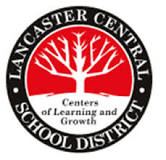 LANCASTER CENTRAL
Centers
of Learning and
Growth
SCHOOL DISTRICT